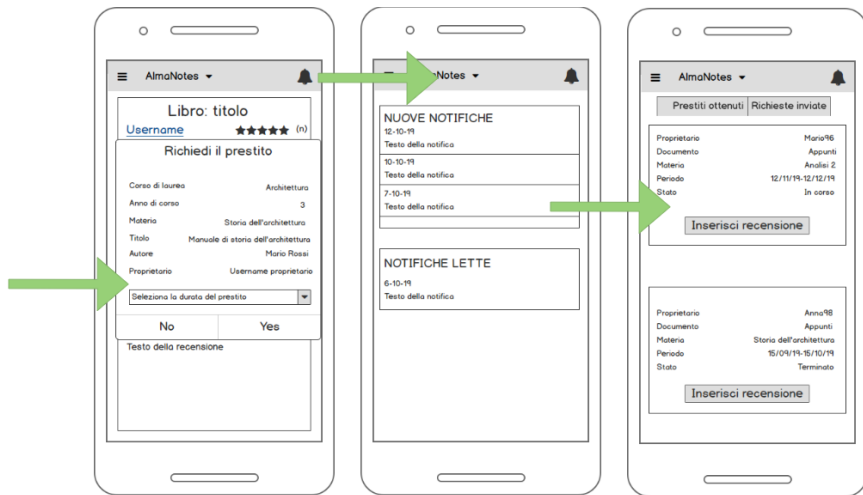 AlmaNotes
Libro: titolo
Username (n)
Richiedi il prestito
Corso di laurea Architettura
Anno di corso 3
Materia Storia dell'architettura
Titolo Manuale di storia dell'architettura
Autore Mario Rossi
Proprietario Username proprietario
Seleziona la durata del prestito
No Yes
Testo della recensione
Notes
NUOVE NOTIFICHE
12-10-19
Testo della notifica
10-10-19
Testo della notifica
7-10-19
Testo della notifica
NOTIFICHE LETTE
6-10-19
Testo della notifica
AlmaNotes
Prestiti ottenuti Richieste inviate
Proprietario Mario96
Documento Appunti
Materia Analisi 2
Periodo 12/11/19-12/12/19
Stato In corso
Inserisci recensione
Proprietario Anna98
Documento Appunti
Materia Storia dell'architettura
Periodo 15/09/19-15/10/19
Stato Terminato
Inserisci recensione